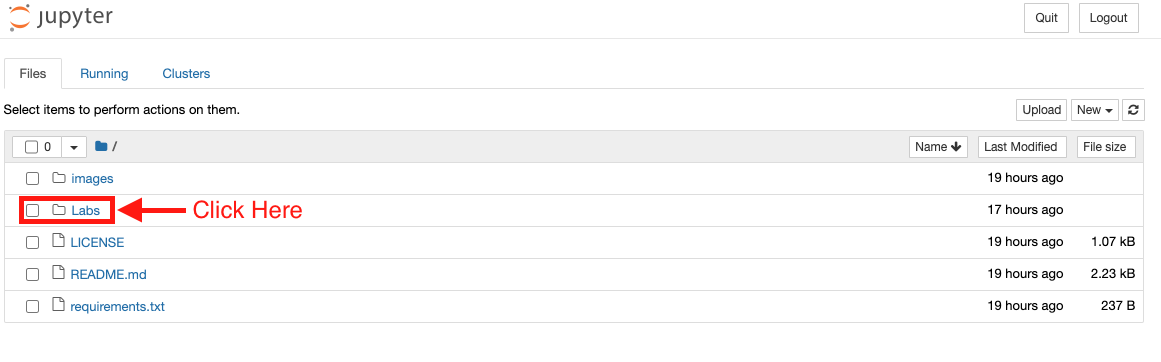 jupyter Quit Logout
Files Running Clusters
Select items to perform actions on them. Upload New
0 / Name Last Modified File size
images 19 hours ago
Labs Click Here 17 hours ago
LICENSE 19 hours ago 1.07 kB
README.md 19 hours ago 2.23 kB
requirements.txt 19 hours ago 237 B